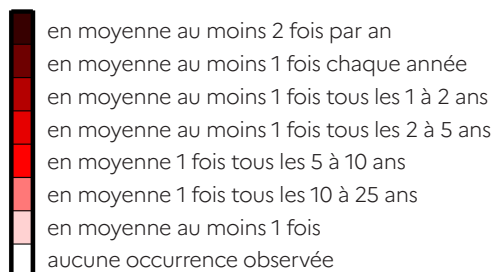 en moyenne au moins 2 fois par an
en moyenne au moins 1 fois chaque année
en moyenne au moins 1 fois tous les 1 à 2 ans
en moyenne au moins 1 fois tous les 2 à 5 ans
en moyenne 1 fois tous les 5 à 10 ans
en moyenne 1 fois tous les 10 à 25 ans
en moyenne au moins 1 fois
aucune occurrence observée